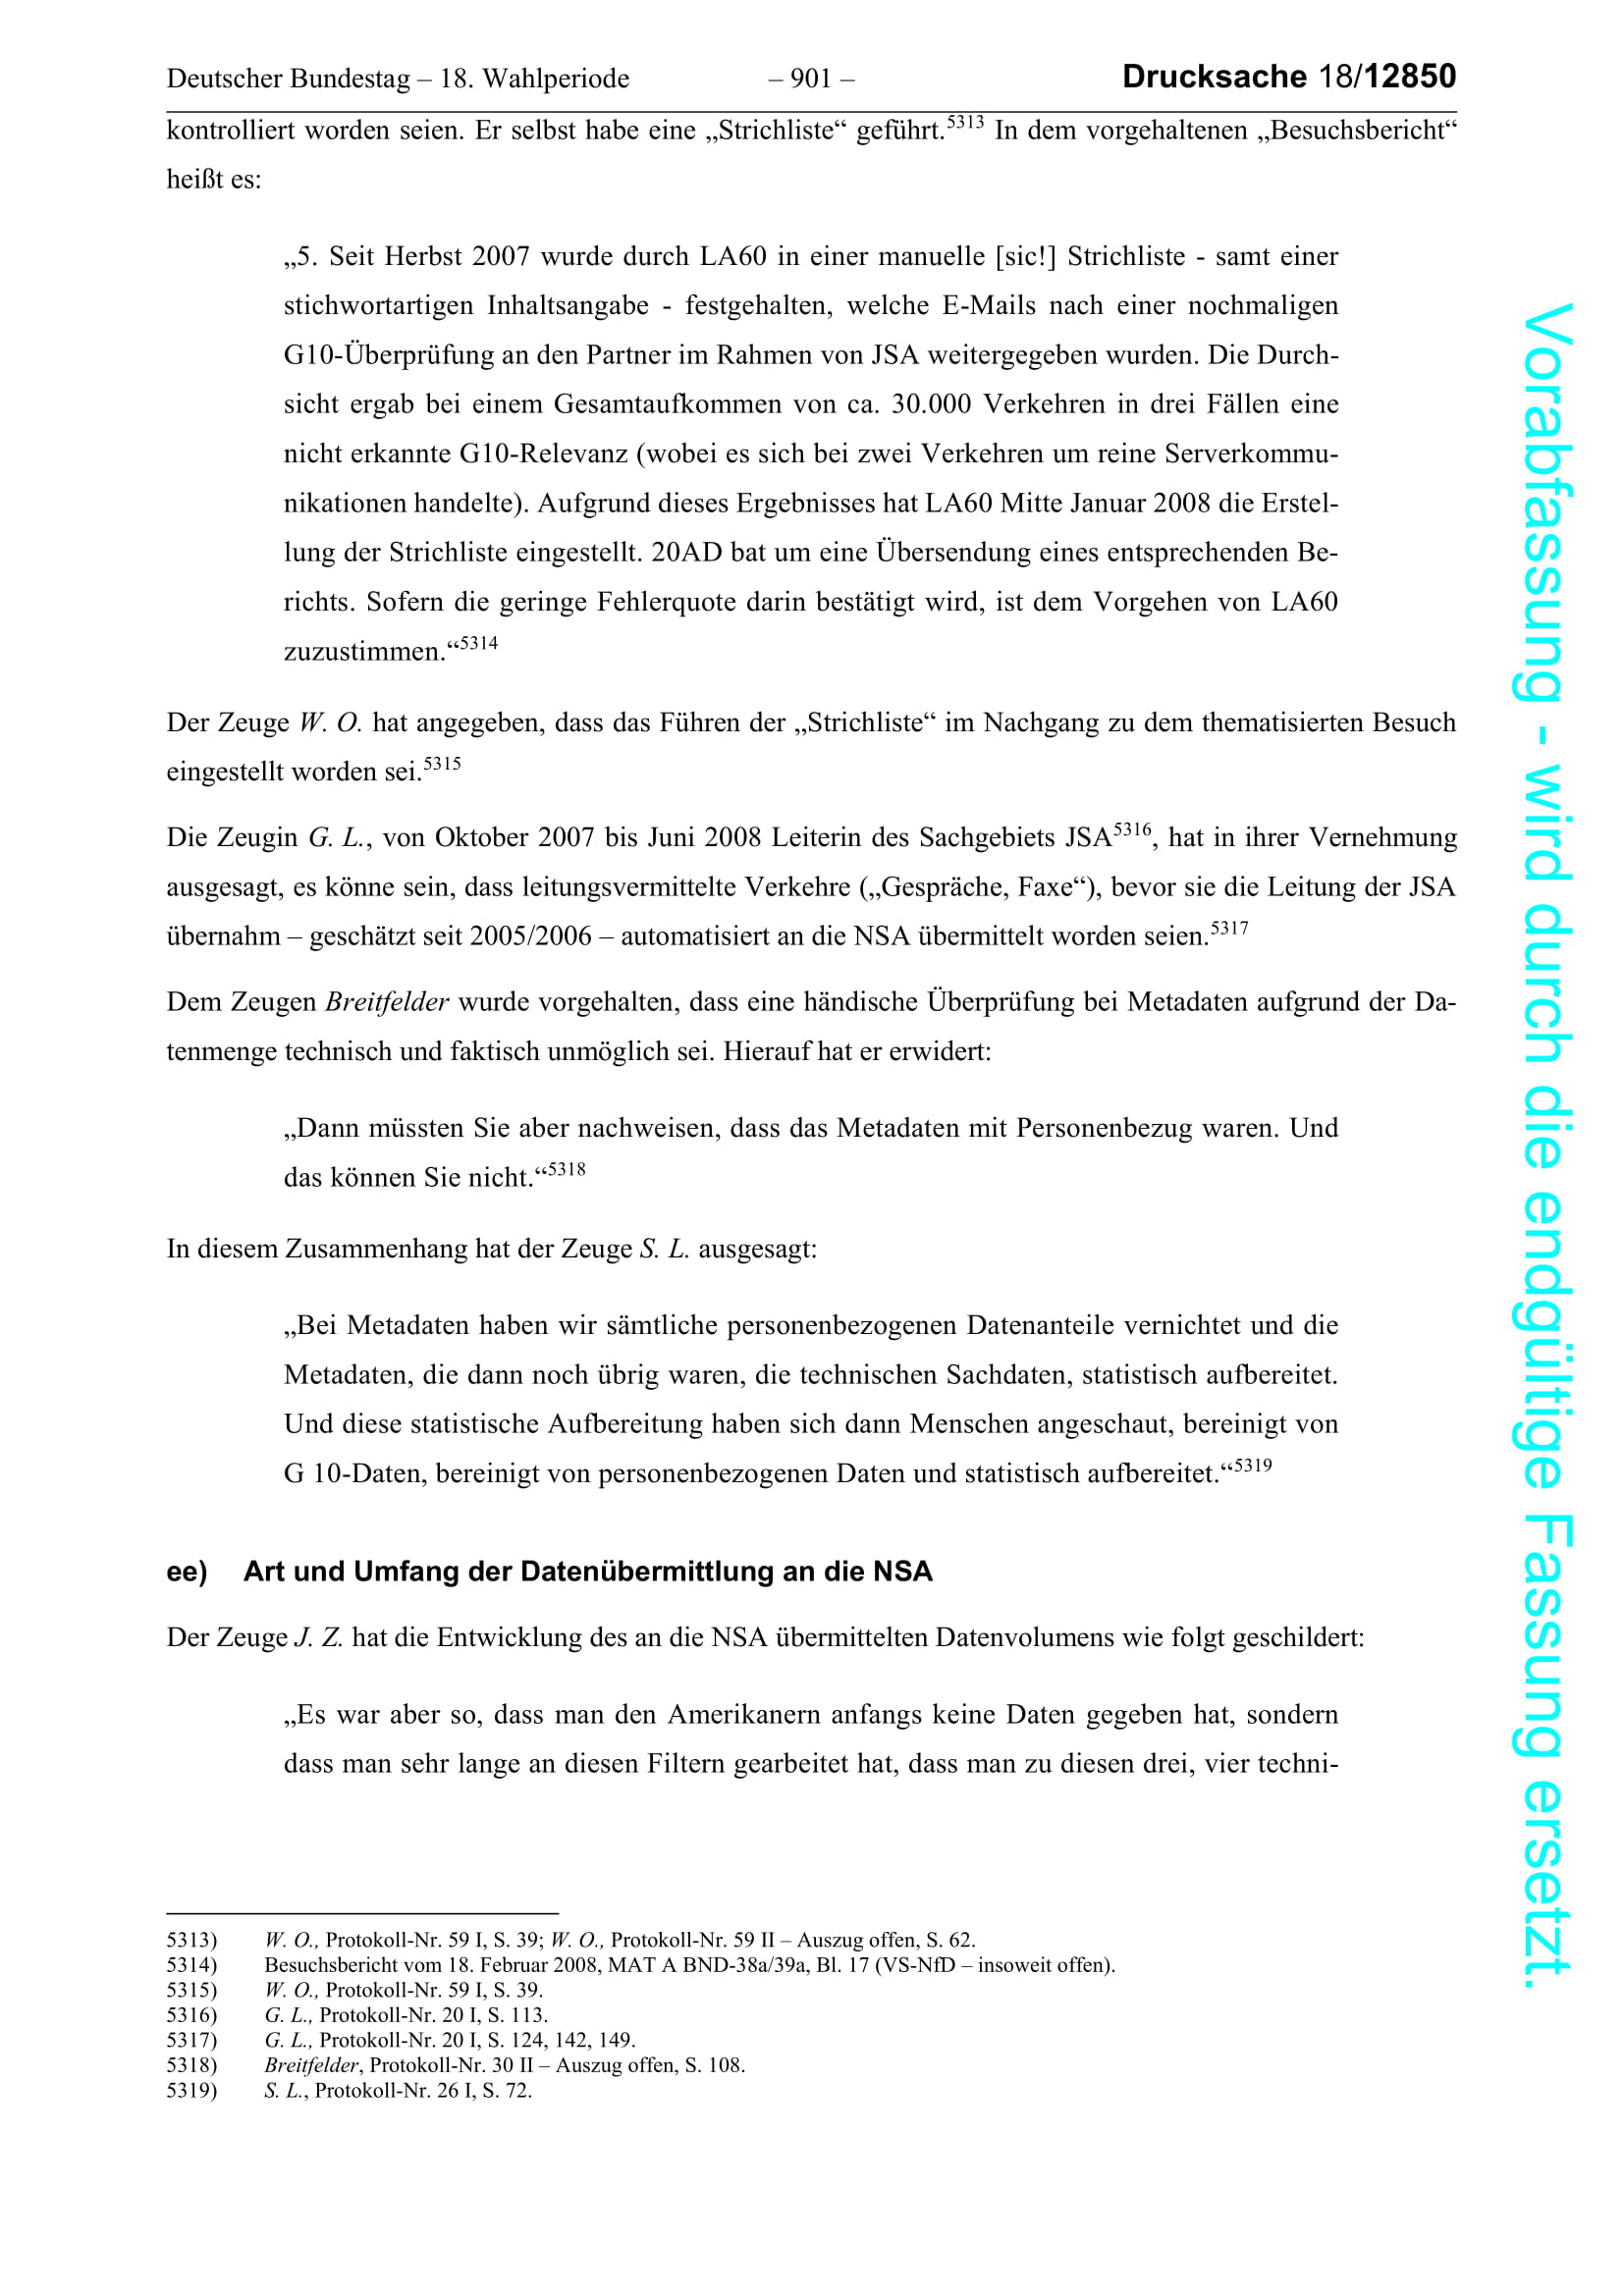 Deutscher Bundestag – 18. Wahlperiode – 901 – Drucksache 18/12850
kontrolliert worden seien. Er selbst habe eine „Strichliste“ geführt.5313 In dem vorgehaltenen „Besuchsbericht“
heißt es:
„5. Seit Herbst 2007 wurde durch LA60 in einer manuelle [sic!] Strichliste - samt einer
stichwortartigen Inhaltsangabe - festgehalten, welche E-Mails nach einer nochmaligen
G10-Überprüfung an den Partner im Rahmen von JSA weitergegeben wurden. Die Durch-
sicht ergab bei einem Gesamtaufkommen von ca. 30.000 Verkehren in drei Fällen eine
nicht erkannte G10-Relevanz (wobei es sich bei zwei Verkehren um reine Serverkommu-
nikationen handelte). Aufgrund dieses Ergebnisses hat LA60 Mitte Januar 2008 die Erstel-
lung der Strichliste eingestellt. 20AD bat um eine Übersendung eines entsprechenden Be-
richts. Sofern die geringe Fehlerquote darin bestätigt wird, ist dem Vorgehen von LA60
zuzustimmen.“5314
Der Zeuge W. O. hat angegeben, dass das Führen der „Strichliste“ im Nachgang zu dem thematisierten Besuch
eingestellt worden sei.5315
Die Zeugin G. L., von Oktober 2007 bis Juni 2008 Leiterin des Sachgebiets JSA5316, hat in ihrer Vernehmung
ausgesagt, es könne sein, dass leitungsvermittelte Verkehre („Gespräche, Faxe“), bevor sie die Leitung der JSA
übernahm – geschätzt seit 2005/2006 – automatisiert an die NSA übermittelt worden seien.5317
Dem Zeugen Breitfelder wurde vorgehalten, dass eine händische Überprüfung bei Metadaten aufgrund der Da-
tenmenge technisch und faktisch unmöglich sei. Hierauf hat er erwidert:
„Dann müssten Sie aber nachweisen, dass das Metadaten mit Personenbezug waren. Und
das können Sie nicht.“5318
In diesem Zusammenhang hat der Zeuge S. L. ausgesagt:
„Bei Metadaten haben wir sämtliche personenbezogenen Datenanteile vernichtet und die
Metadaten, die dann noch übrig waren, die technischen Sachdaten, statistisch aufbereitet.
Und diese statistische Aufbereitung haben sich dann Menschen angeschaut, bereinigt von
G 10-Daten, bereinigt von personenbezogenen Daten und statistisch aufbereitet.“5319
ee) Art und Umfang der Datenübermittlung an die NSA
Der Zeuge J. Z. hat die Entwicklung des an die NSA übermittelten Datenvolumens wie folgt geschildert:
„Es war aber so, dass man den Amerikanern anfangs keine Daten gegeben hat, sondern
dass man sehr lange an diesen Filtern gearbeitet hat, dass man zu diesen drei, vier techni-
5313) W. O., Protokoll-Nr. 59 I, S. 39; W. O., Protokoll-Nr. 59 II – Auszug offen, S. 62.
5314) Besuchsbericht vom 18. Februar 2008, MAT A BND-38a/39a, Bl. 17 (VS-NfD – insoweit offen).
5315) W. O., Protokoll-Nr. 59 I, S. 39.
5316) G. L., Protokoll-Nr. 20 I, S. 113.
5317) G. L., Protokoll-Nr. 20 I, S. 124, 142, 149.
5318) Breitfelder, Protokoll-Nr. 30 II – Auszug offen, S. 108.
5319) S. L., Protokoll-Nr. 26 I, S. 72.
Vorabfassung - wird durch die endgültige Fassung ersetzt.